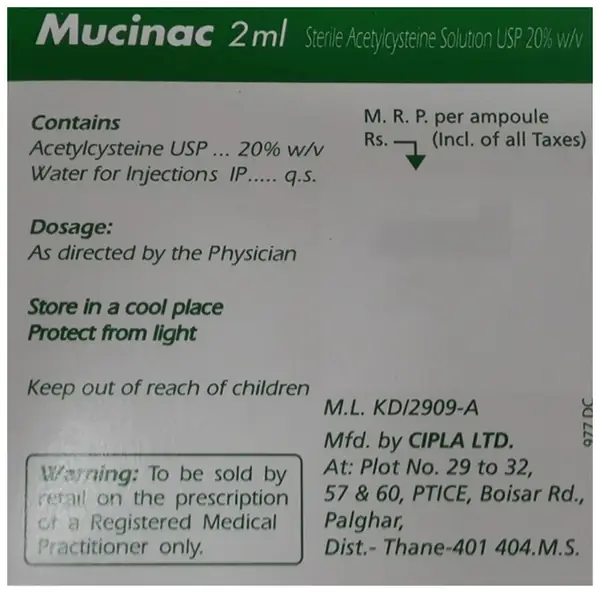 Mucinac 2ml Sterile Acetylcysteine Solution USP 20% w/v
Contains
Acetylcysteine USP ... 20% w/v
Water for Injections IP..... q.s.
M. R. P. per ampoule
Rs. (Incl. of all Taxes)
Dosage:
As directed by the Physician
Store in a cool place
Protect from light
Keep out of reach of children
Warning: To be sold by
retail on the prescription
of a Registered Medical
Practitioner only.
M.L. KD/2909-A
Mfd. by CIPLA LTD.
At: Plot No. 29 to 32,
57 & 60, PTICE, Boisar Rd.,
Palghar,
Dist.- Thane-401 404.M.S.
977 DC